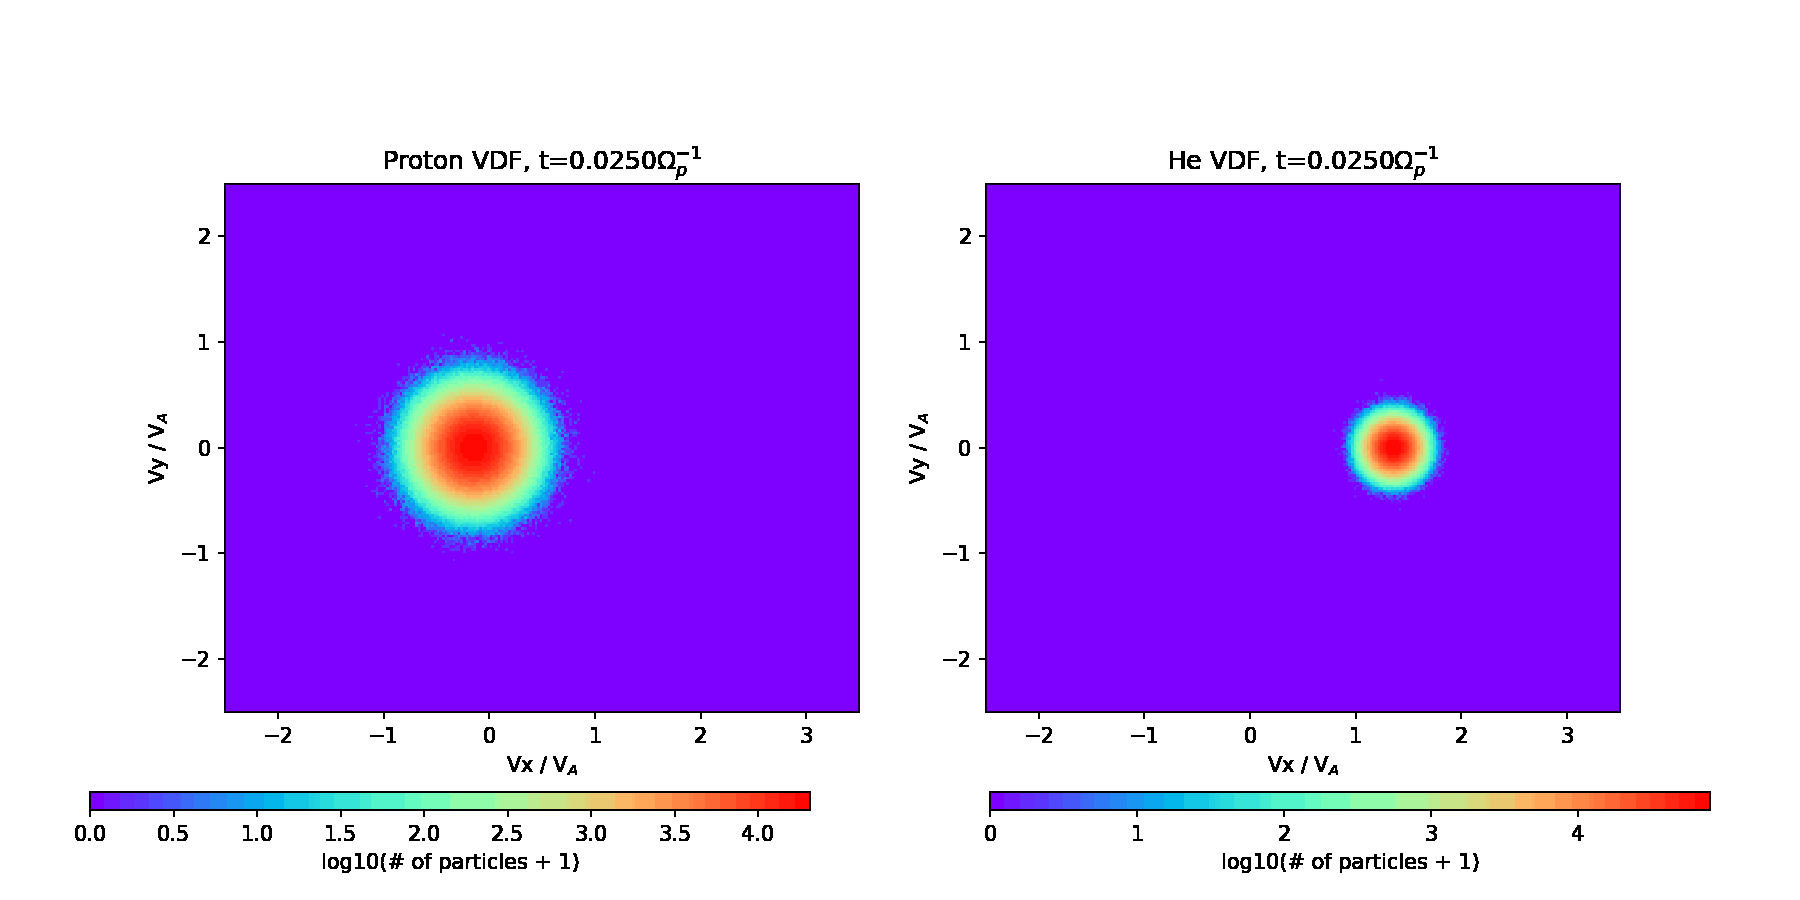 Proton VDF, t=0.0250Ω_p^{-1}
Vy / V_A
2
1
0
−1
−2
−2 −1 0 1 2 3
Vx / V_A
0.0 0.5 1.0 1.5 2.0 2.5 3.0 3.5 4.0
log10(# of particles + 1)
He VDF, t=0.0250Ω_p^{-1}
Vy / V_A
2
1
0
−1
−2
−2 −1 0 1 2 3
Vx / V_A
0 1 2 3 4
log10(# of particles + 1)